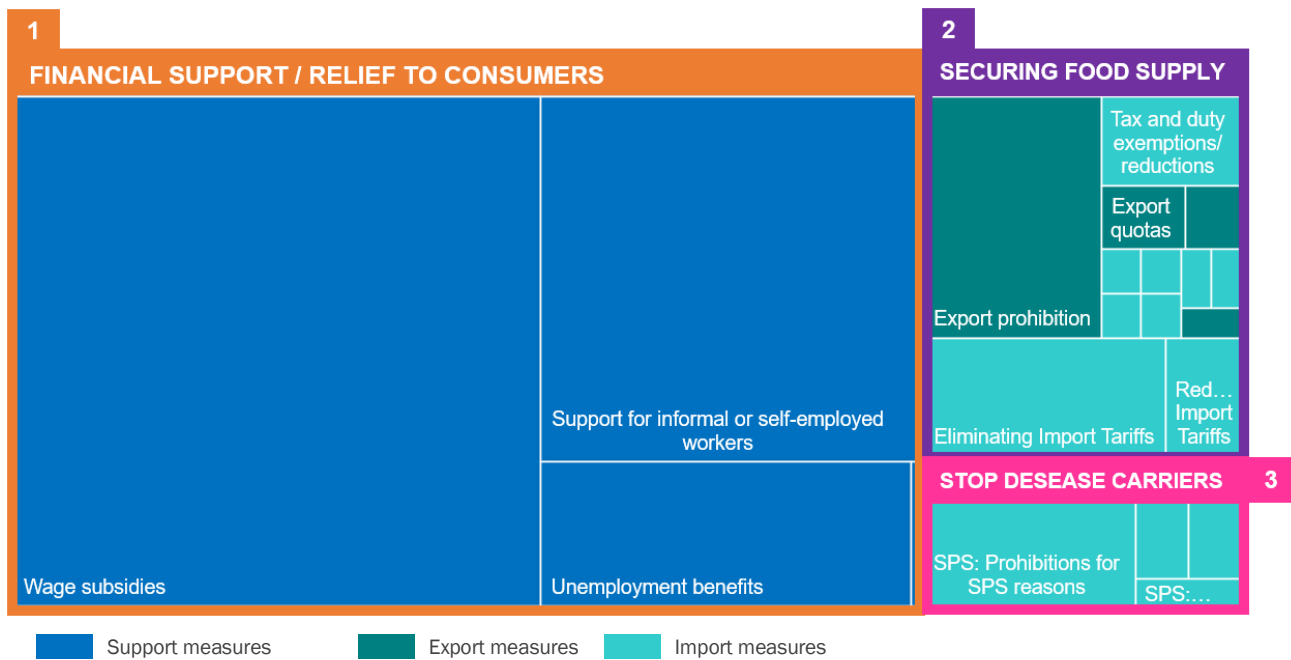 1
FINANCIAL SUPPORT / RELIEF TO CONSUMERS
Wage subsidies
Support for informal or self-employed
workers
Unemployment benefits
2
SECURING FOOD SUPPLY
Export prohibition
Tax and duty
exemptions/
reductions
Export
quotas
Eliminating Import Tariffs
Red…
Import
Tariffs
STOP DESEASE CARRIERS
3
SPS: Prohibitions for
SPS reasons
SPS:…
Support measures
Export measures
Import measures